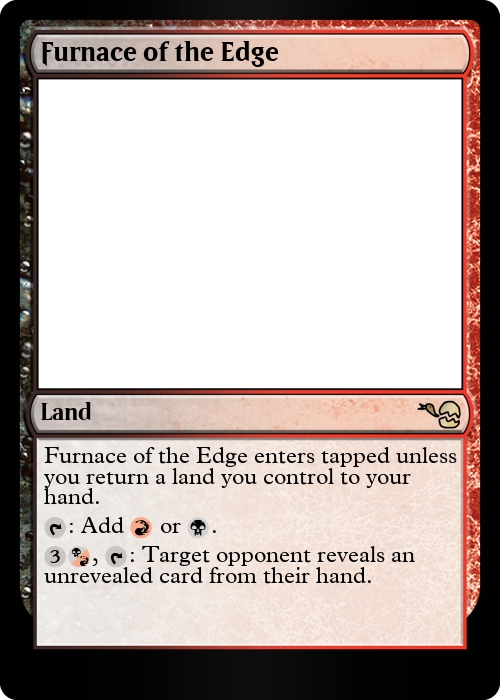 Furnace of the Edge
Land
Furnace of the Edge enters tapped unless
you return a land you control to your
hand.
: Add or .
3 , : Target opponent reveals an
unrevealed card from their hand.